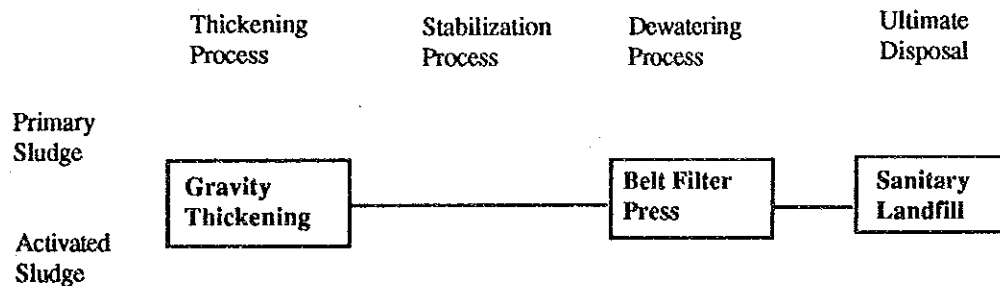 Thickening
Process
Stabilization
Process
Dewatering
Process
Ultimate
Disposal
Primary
Sludge
Gravity
Thickening
Belt Filter
Press
Sanitary
Landfill
Activated
Sludge